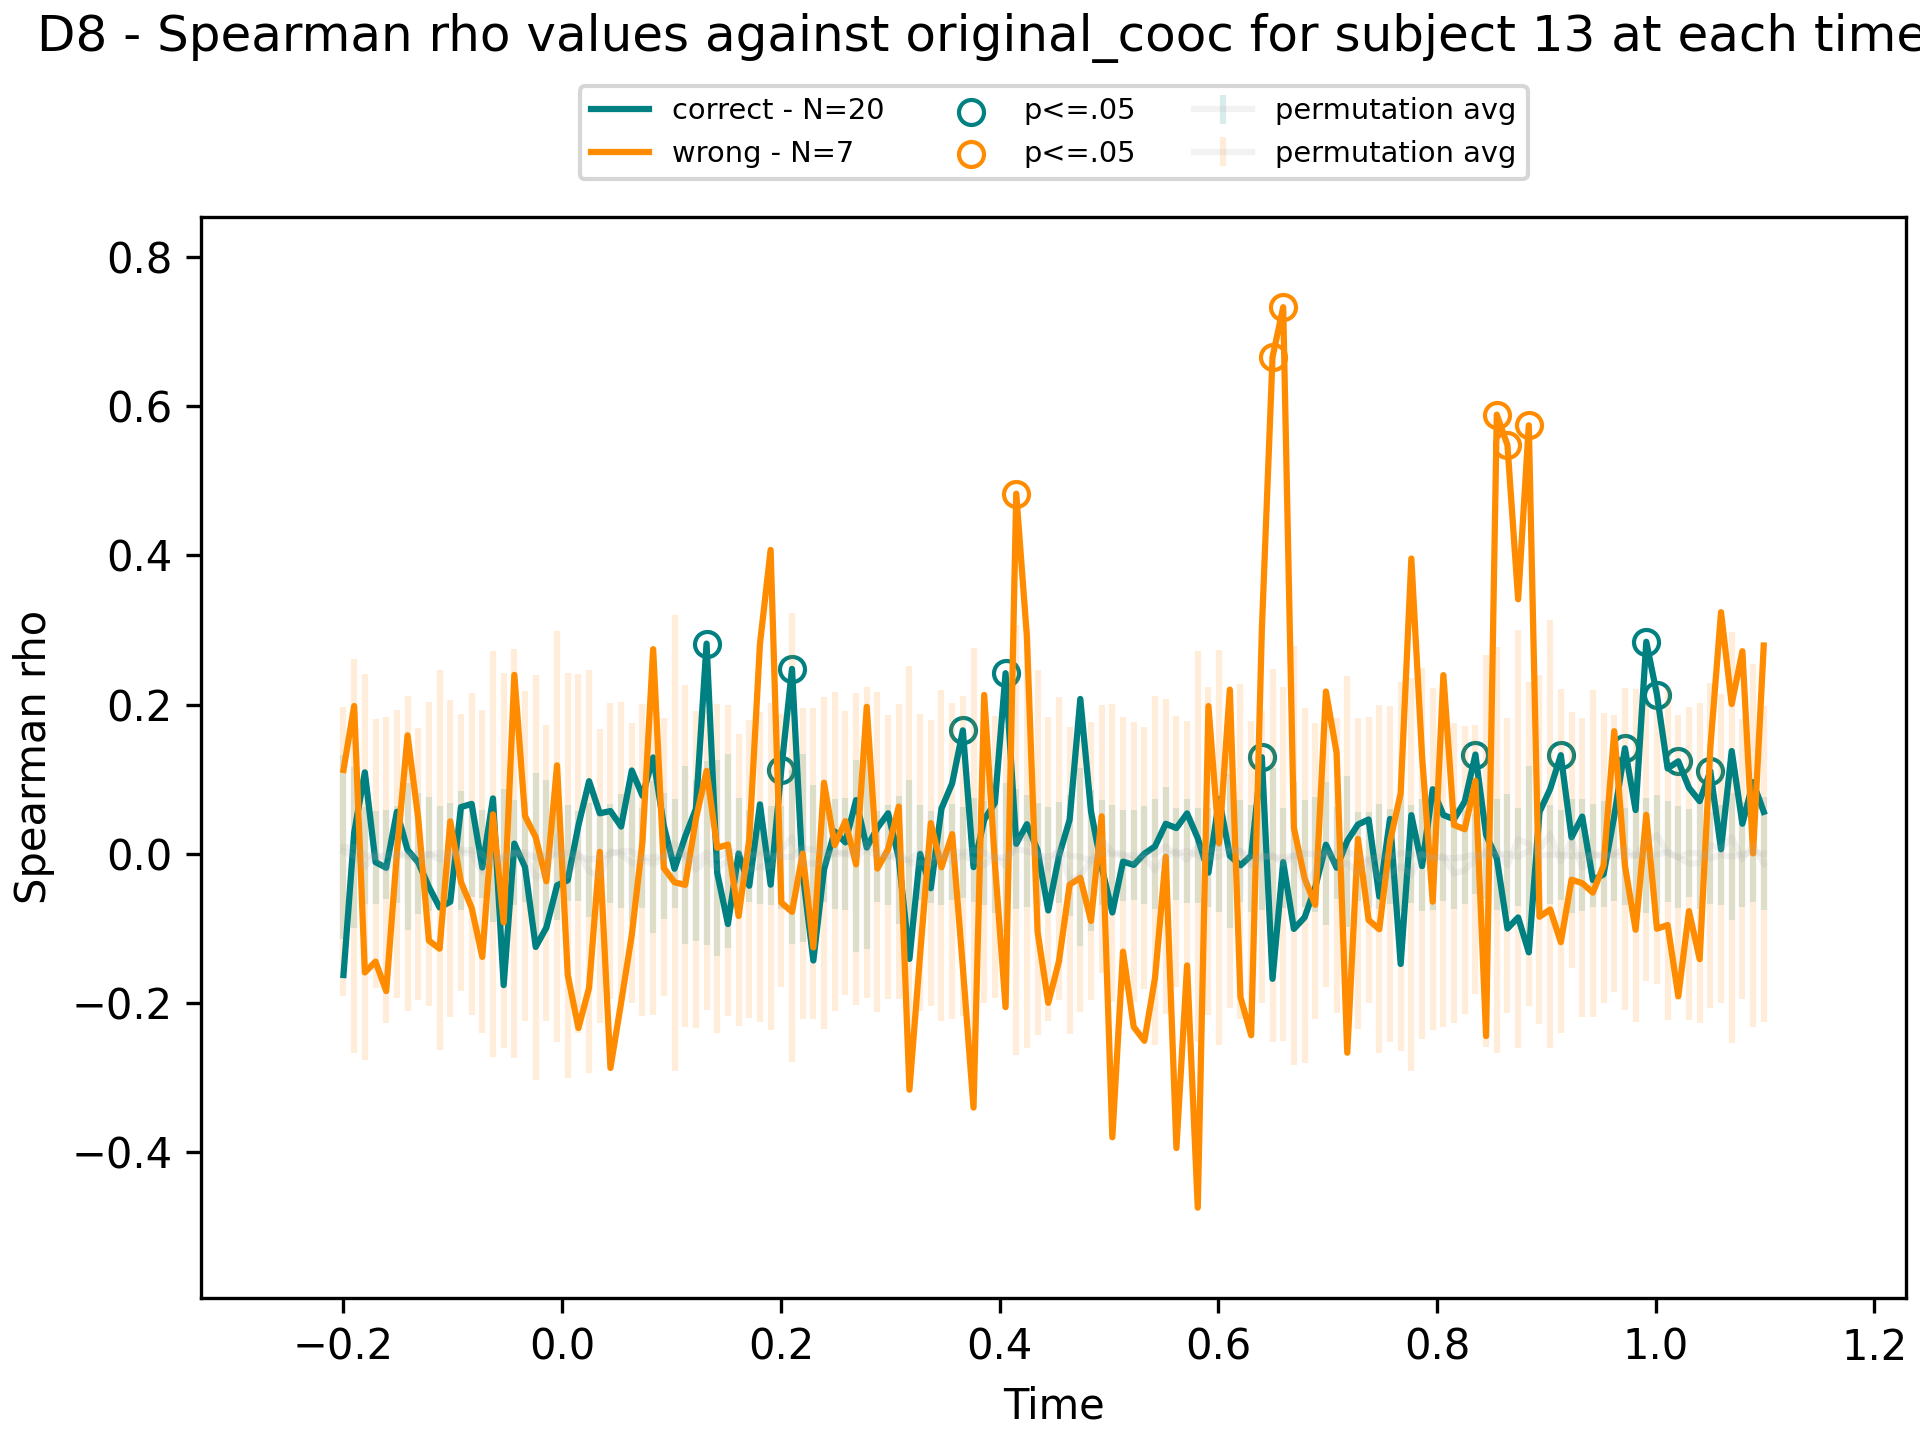 D8 - Spearman rho values against original_cooc for subject 13 at each time
correct - N=20
wrong - N=7
p<=.05
p<=.05
permutation avg
permutation avg
0.8
0.6
0.4
0.2
0.0
−0.2
−0.4
Spearman rho
−0.2 0.0 0.2 0.4 0.6 0.8 1.0 1.2
Time